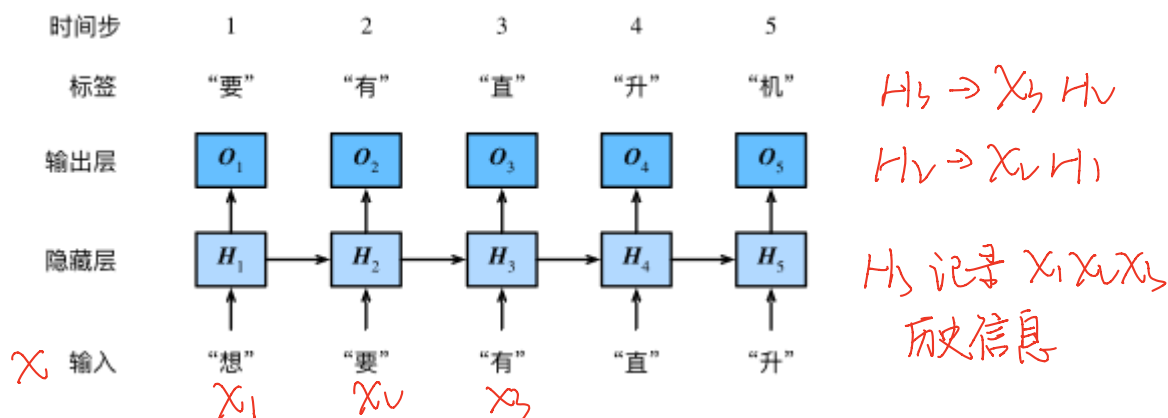 时间步 1 2 3 4 5
标签 “要” “有” “直” “升” “机”
H3 → X3 H2
输出层 O1 O2 O3 O4 O5
H2 → X2 H1
隐藏层 H1 H2 H3 H4 H5
H3 记录 X1 X2 X3
历史信息
X 输入 “想” “要” “有” “直” “升”
X1 X2 X3